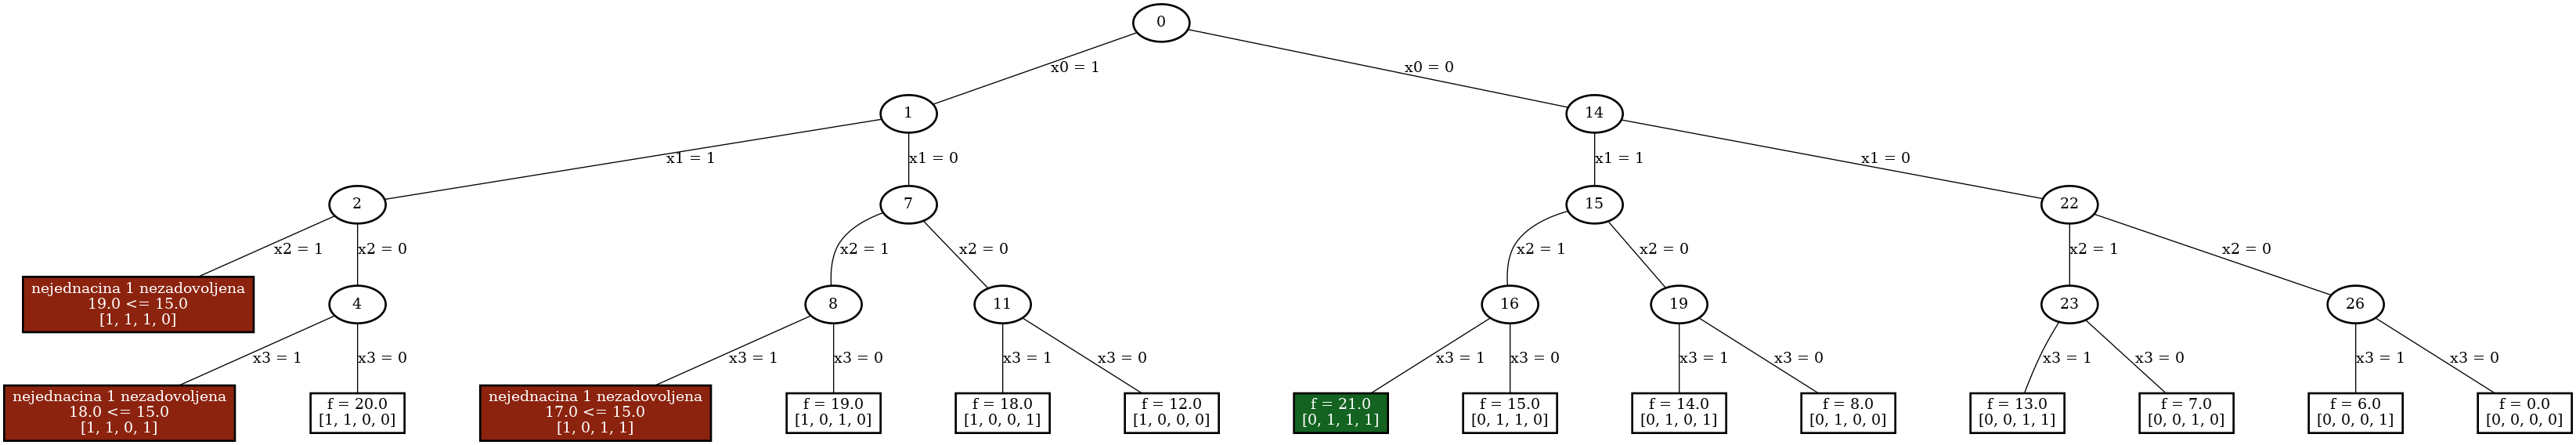 0
x0 = 1
x0 = 0
1
14
x1 = 1
x1 = 0
x1 = 1
x1 = 0
2
7
15
22
x2 = 1
x2 = 0
x2 = 1
x2 = 0
x2 = 1
x2 = 0
x2 = 1
x2 = 0
nejednacina 1 nezadovoljena
19.0 <= 15.0
[1, 1, 1, 0]
4
8
11
16
19
23
26
x3 = 1
x3 = 0
x3 = 1
x3 = 0
x3 = 1
x3 = 0
x3 = 1
x3 = 0
x3 = 1
x3 = 0
x3 = 1
x3 = 0
x3 = 1
x3 = 0
nejednacina 1 nezadovoljena
18.0 <= 15.0
[1, 1, 0, 1]
f = 20.0
[1, 1, 0, 0]
nejednacina 1 nezadovoljena
17.0 <= 15.0
[1, 0, 1, 1]
f = 19.0
[1, 0, 1, 0]
f = 18.0
[1, 0, 0, 1]
f = 12.0
[1, 0, 0, 0]
f = 21.0
[0, 1, 1, 1]
f = 15.0
[0, 1, 1, 0]
f = 14.0
[0, 1, 0, 1]
f = 8.0
[0, 1, 0, 0]
f = 13.0
[0, 0, 1, 1]
f = 7.0
[0, 0, 1, 0]
f = 6.0
[0, 0, 0, 1]
f = 0.0
[0, 0, 0, 0]